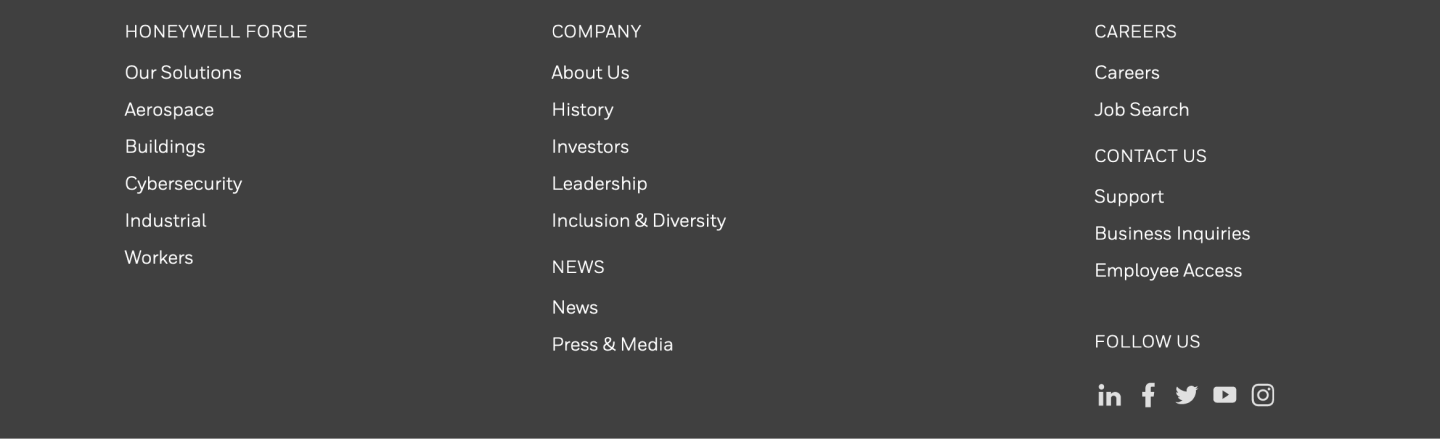 HONEYWELL FORGE
Our Solutions
Aerospace
Buildings
Cybersecurity
Industrial
Workers
COMPANY
About Us
History
Investors
Leadership
Inclusion & Diversity
NEWS
News
Press & Media
CAREERS
Careers
Job Search
CONTACT US
Support
Business Inquiries
Employee Access
FOLLOW US